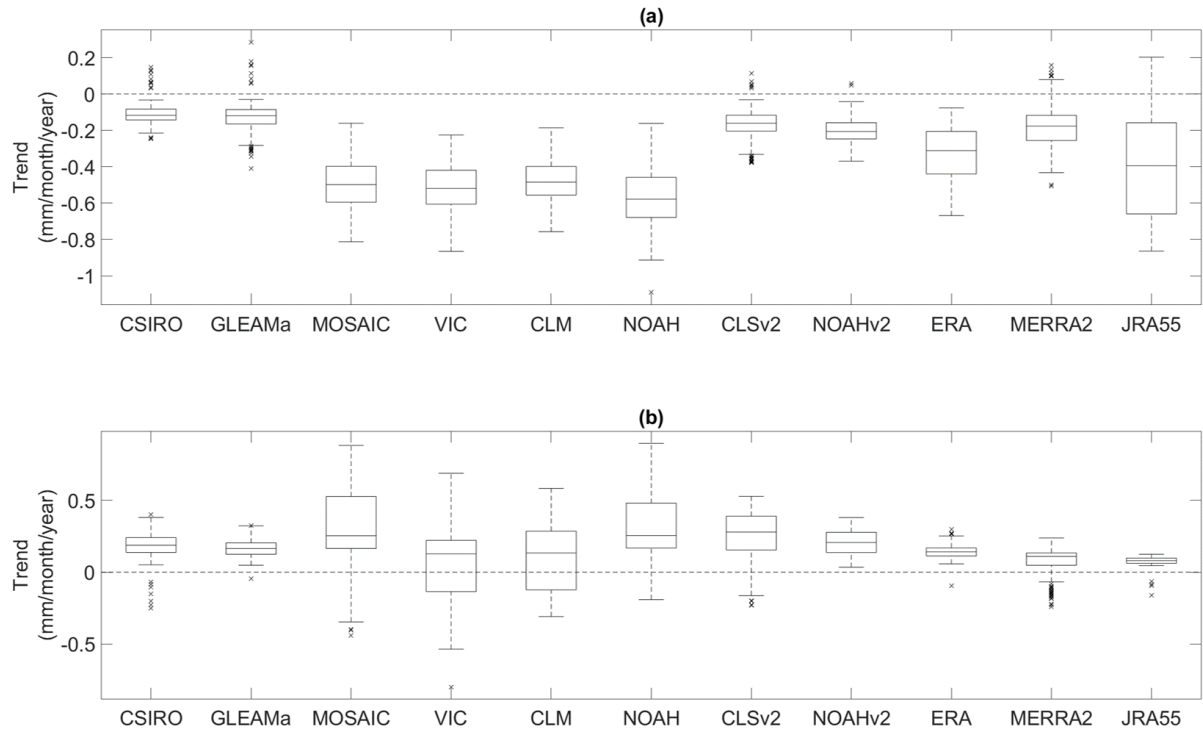 (a)
Trend
(mm/month/year)
0.2
0
-0.2
-0.4
-0.6
-0.8
-1
CSIRO GLEAMa MOSAIC VIC CLM NOAH CLSv2 NOAHv2 ERA MERRA2 JRA55
(b)
Trend
(mm/month/year)
0.5
0
-0.5
CSIRO GLEAMa MOSAIC VIC CLM NOAH CLSv2 NOAHv2 ERA MERRA2 JRA55